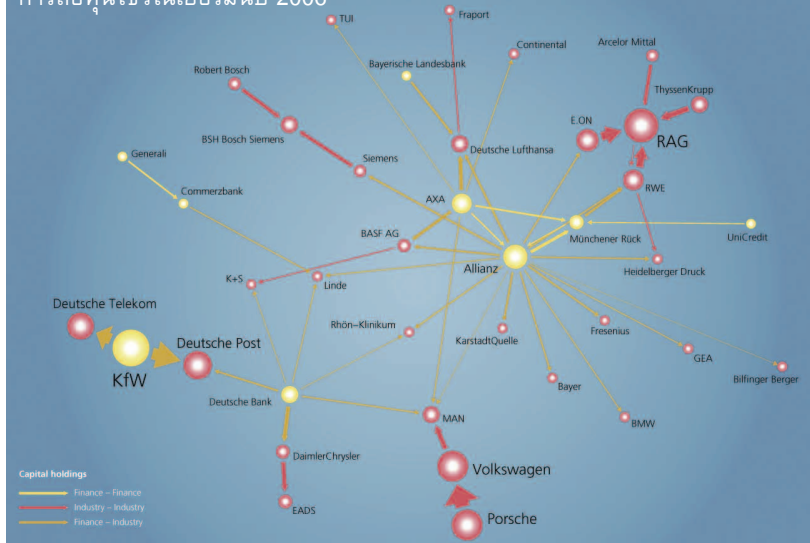 TUI
Fraport
Continental
Arcelor Mittal
Bayerische Landesbank
Robert Bosch
ThyssenKrupp
E.ON
RAG
BSH Bosch Siemens
Deutsche Lufthansa
Generali
Siemens
Commerzbank
AXA
RWE
BASF AG
Münchener Rück
UniCredit
Allianz
Heidelberger Druck
K+S
Linde
Deutsche Telekom
Rhön-Klinikum
KarstadtQuelle
Fresenius
Deutsche Post
GEA
KfW
Bilfinger Berger
Bayer
Deutsche Bank
MAN
BMW
DaimlerChrysler
Volkswagen
Capital holdings
Finance – Finance
Industry – Industry
Finance – Industry
EADS
Porsche